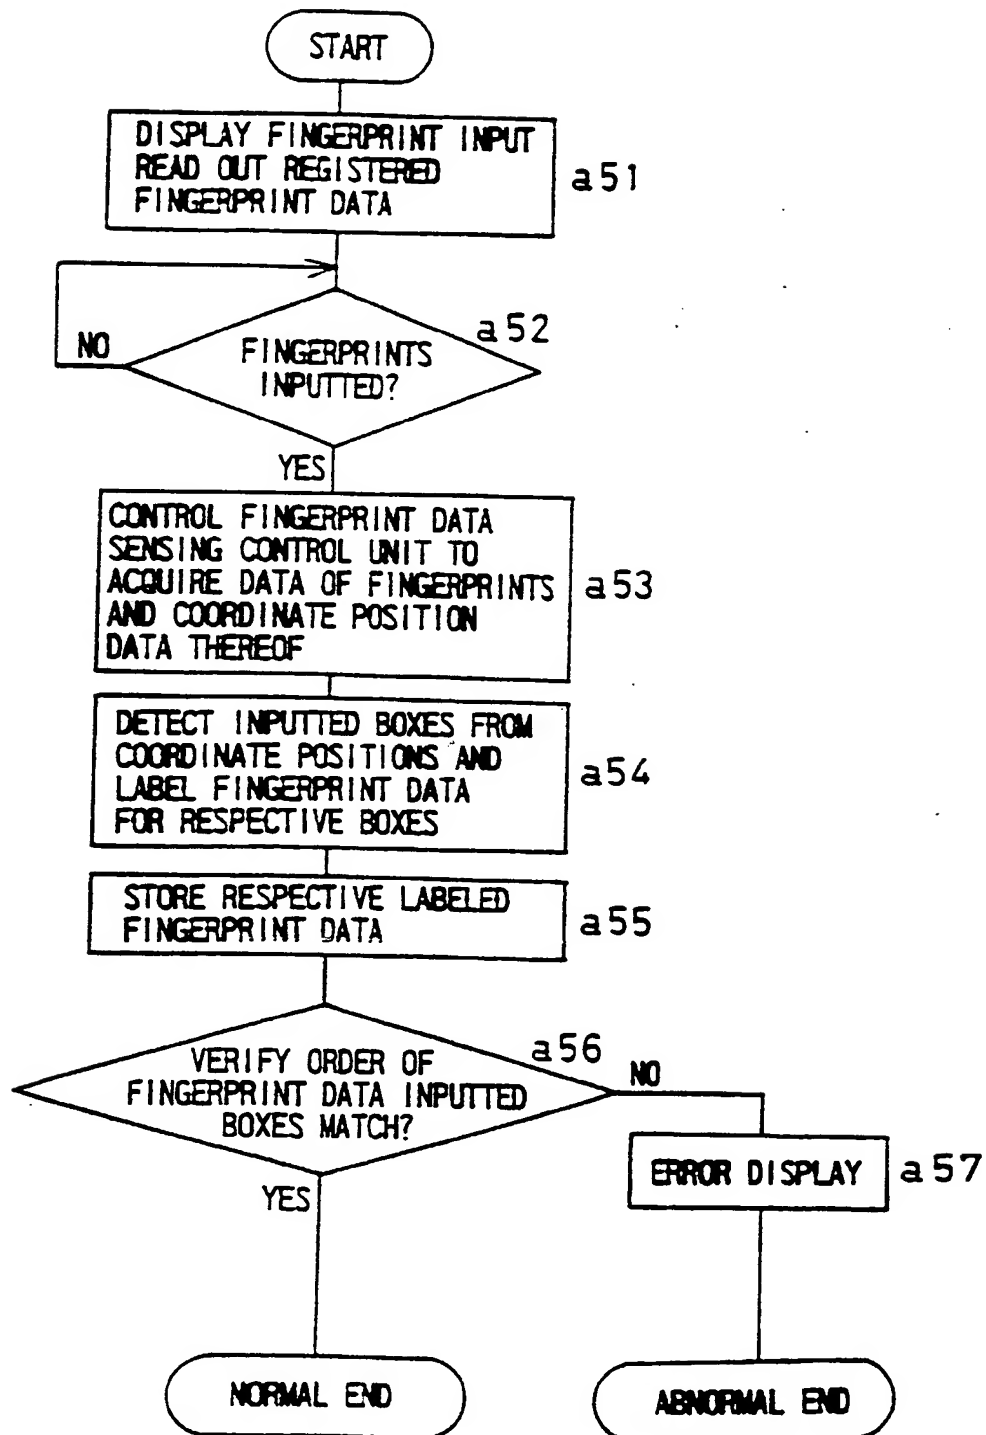 START
DISPLAY FINGERPRINT INPUT
READ OUT REGISTERED
FINGERPRINT DATA
a51
a52
NO
FINGERPRINTS
INPUTTED?
YES
CONTROL FINGERPRINT DATA
SENSING CONTROL UNIT TO
ACQUIRE DATA OF FINGERPRINTS
AND COORDINATE POSITION
DATA THEREOF
a53
DETECT INPUTTED BOXES FROM
COORDINATE POSITIONS AND
LABEL FINGERPRINT DATA
FOR RESPECTIVE BOXES
a54
STORE RESPECTIVE LABELED
FINGERPRINT DATA
a55
VERIFY ORDER OF
FINGERPRINT DATA INPUTTED
BOXES MATCH?
a56
NO
YES
ERROR DISPLAY
a57
NORMAL END
ABNORMAL END